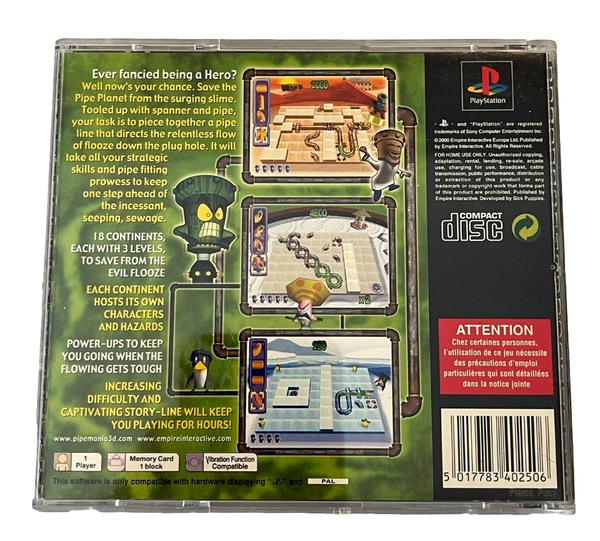 Ever fancied being a Hero?
Well now's your chance. Save the
Pipe Planet from the surging slime.
Tooled up with spanner and pipe,
your task is to piece together a pipe
line that directs the relentless flow
of flooze down the plug hole. It will
take all your strategic
skills and pipe fitting
prowess to keep
one step ahead of
the incessant,
seeping, sewage.
18 CONTINENTS,
EACH WITH 3 LEVELS,
TO SAVE FROM THE
EVIL FLOOZE
EACH CONTINENT
HOSTS ITS OWN
CHARACTERS
AND HAZARDS
POWER-UPS TO KEEP
YOU GOING WHEN THE
FLOWING GETS TOUGH
INCREASING
DIFFICULTY AND
CAPTIVATING STORY-LINE WILL KEEP
YOU PLAYING FOR HOURS!
www.pipemania3d.com www.empireinteractive.com
1
Player
Memory Card
1 block
Vibration Function
Compatible
This software is only compatible with hardware displaying " " and PAL
4600
x2
PlayStation
" " and "PlayStation" are registered
trademarks of Sony Computer Entertainment Inc.
©2000 Empire Interactive Europe Ltd. Published by
Empire Interactive. All Rights Reserved.
FOR HOME USE ONLY. Unauthorised copying,
adaptation, rental, lending, re-sale, arcade
use, charging for use, broadcast, cable
transmission, public performance, distribution
or extraction of this product or any
trademark or copyright work that forms part
of this product are prohibited. Published by
Empire Interactive. Developed by Sick Puppies.
COMPACT
disc
ATTENTION
Chez certaines personnes,
l'utilisation de ce jeu nécessite
des précautions d'emploi
particulières qui sont détaillées
dans la notice jointe
5 017783 402506